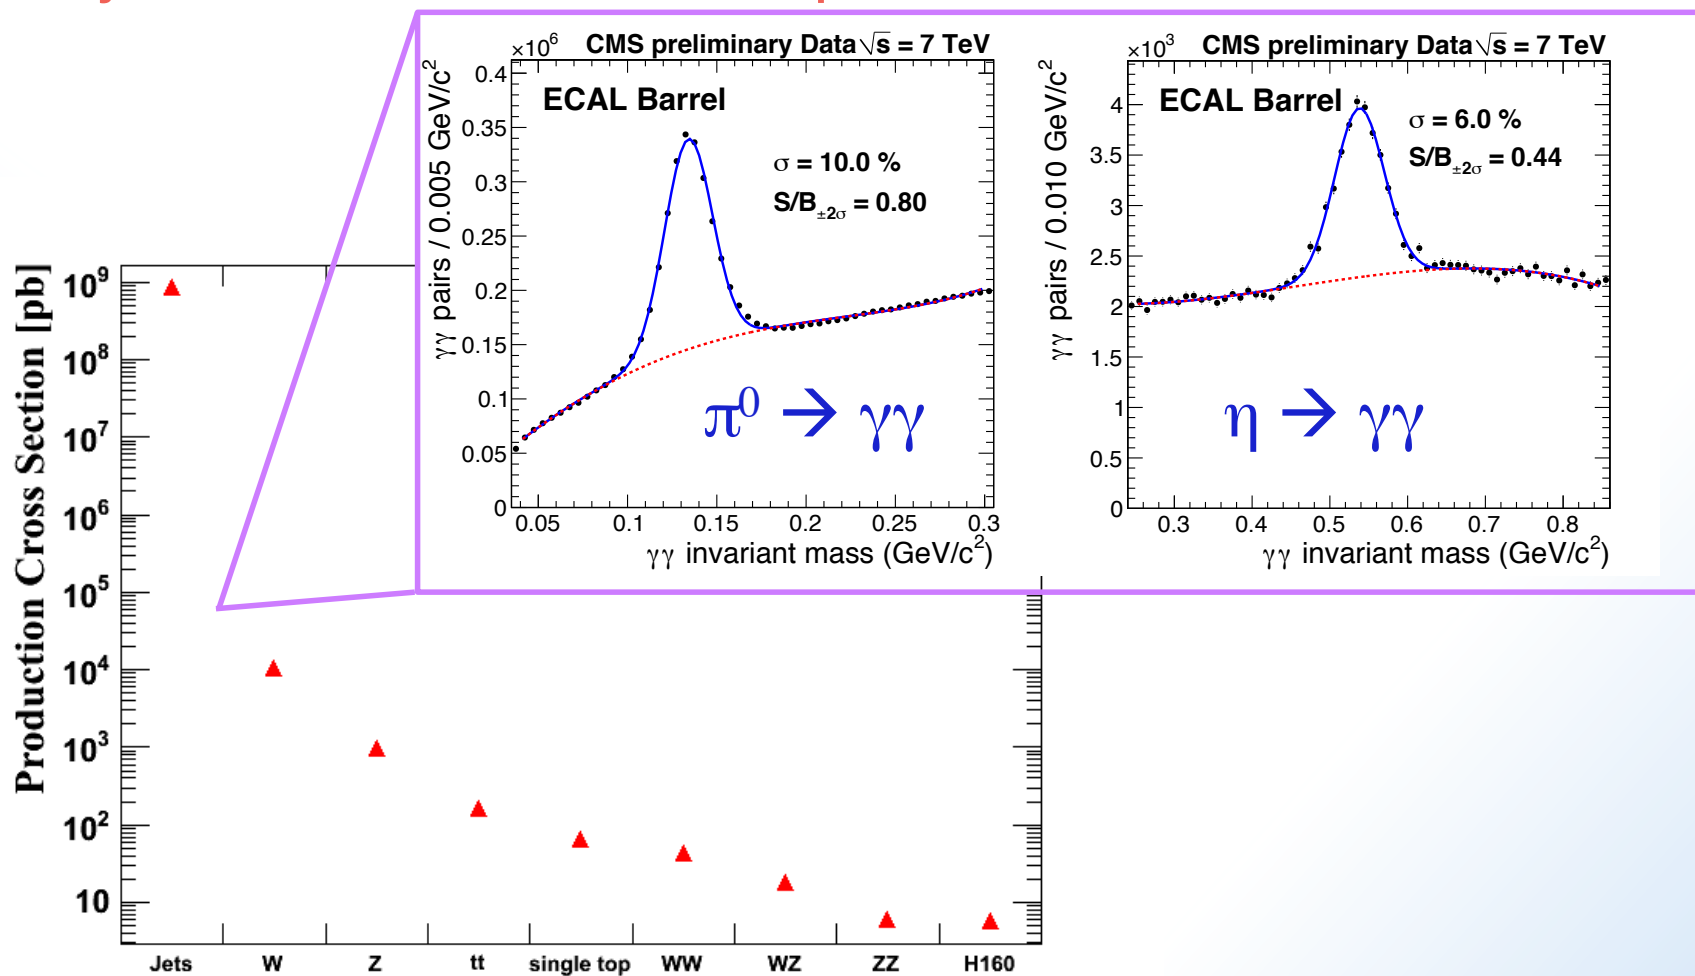 ×10⁶ CMS preliminary Data √s = 7 TeV
γγ pairs / 0.005 GeV/c²
ECAL Barrel
σ = 10.0 %
S/B±2σ = 0.80
π⁰ → γγ
0.4
0.35
0.3
0.25
0.2
0.15
0.1
0.05
0
0.05 0.1 0.15 0.2 0.25 0.3
γγ invariant mass (GeV/c²)
×10³ CMS preliminary Data √s = 7 TeV
γγ pairs / 0.010 GeV/c²
ECAL Barrel
σ = 6.0 %
S/B±2σ = 0.44
η → γγ
4
3.5
3
2.5
2
1.5
1
0.5
0
0.3 0.4 0.5 0.6 0.7 0.8
γγ invariant mass (GeV/c²)
Production Cross Section [pb]
10⁹
10⁸
10⁷
10⁶
10⁵
10⁴
10³
10²
10
Jets W Z tt single top WW WZ ZZ H160